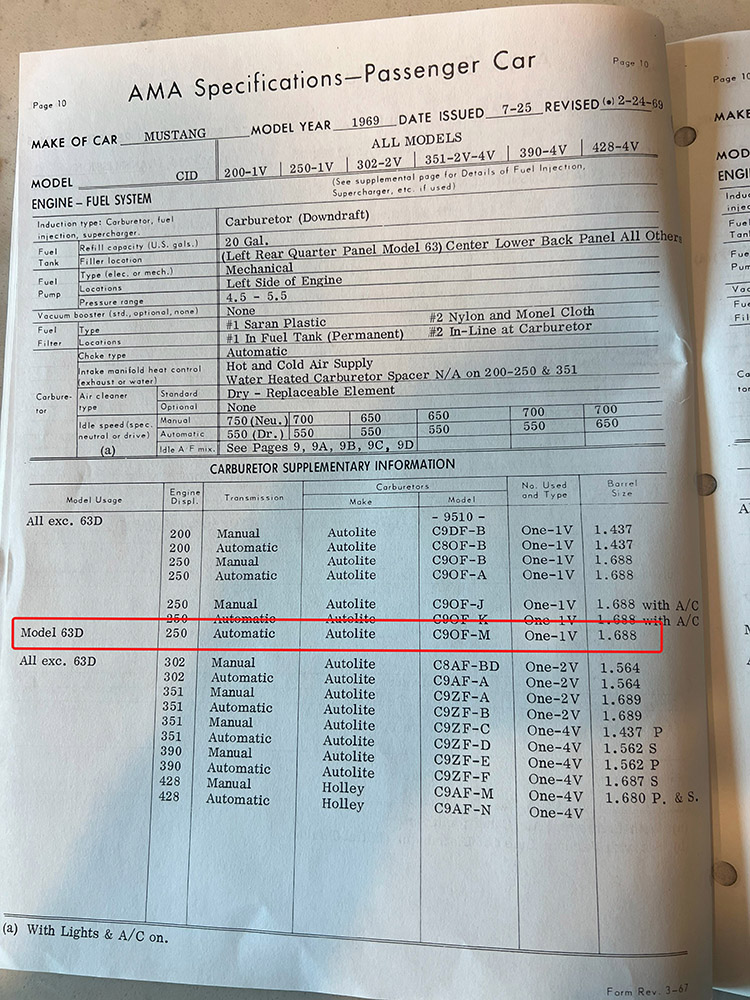 Page 10 AMA Specifications—Passenger Car Page 10
MAKE OF CAR MUSTANG MODEL YEAR 1969 DATE ISSUED 7-25 REVISED (•) 2-24-69
ALL MODELS
MODEL CID 200-1V 250-1V 302-2V 351-2V-4V 390-4V 428-4V
ENGINE – FUEL SYSTEM (See supplemental page for Details of Fuel Injection, Supercharger, etc. if used)
Induction type: Carburetor, fuel injection, supercharger. Carburetor (Downdraft)
Fuel Tank Refill capacity (U.S. gals.) 20 Gal.
Filler location (Left Rear Quarter Panel Model 63) Center Lower Back Panel All Others
Fuel Pump Type (elec. or mech.) Mechanical
Locations Left Side of Engine
Pressure range 4.5 - 5.5
Vacuum booster (std., optional, none) None
Fuel Filter Type #1 Saran Plastic #2 Nylon and Monel Cloth
Locations #1 In Fuel Tank (Permanent) #2 In-Line at Carburetor
Carburetor Choke type Automatic
Intake manifold heat control (exhaust or water) Hot and Cold Air Supply
Water Heated Carburetor Spacer N/A on 200-250 & 351
Air cleaner type Standard Dry - Replaceable Element
Optional None
Idle speed (spec. neutral or drive) Manual 750 (Neu.) 700 650 650 700 700
Automatic 550 (Dr.) 550 550 550 550 650
(a) Idle A/F mix. See Pages 9, 9A, 9B, 9C, 9D
CARBURETOR SUPPLEMENTARY INFORMATION
Model Usage Engine Displ. Transmission Carburetors Make Model No. Used and Type Barrel Size
All exc. 63D - 9510 -
200 Manual Autolite C9DF-B One-1V 1.437
200 Automatic Autolite C8OF-B One-1V 1.437
250 Manual Autolite C9OF-B One-1V 1.688
250 Automatic Autolite C9OF-A One-1V 1.688
250 Manual Autolite C9OF-J One-1V 1.688 with A/C
250 Automatic Autolite C9OF-K One-1V 1.688 with A/C
Model 63D 250 Automatic Autolite C9OF-M One-1V 1.688
All exc. 63D 302 Manual Autolite C8AF-BD One-2V 1.564
302 Automatic Autolite C9AF-A One-2V 1.564
351 Manual Autolite C9ZF-A One-2V 1.689
351 Automatic Autolite C9ZF-B One-2V 1.689
351 Manual Autolite C9ZF-C One-4V 1.437 P
351 Automatic Autolite C9ZF-D One-4V 1.562 S
390 Manual Autolite C9ZF-E One-4V 1.562 P
390 Automatic Autolite C9ZF-F One-4V 1.687 S
428 Manual Holley C9AF-M One-4V 1.680 P. & S.
428 Automatic Holley C9AF-N One-4V
(a) With Lights & A/C on.
Form Rev. 3-67
Page 10